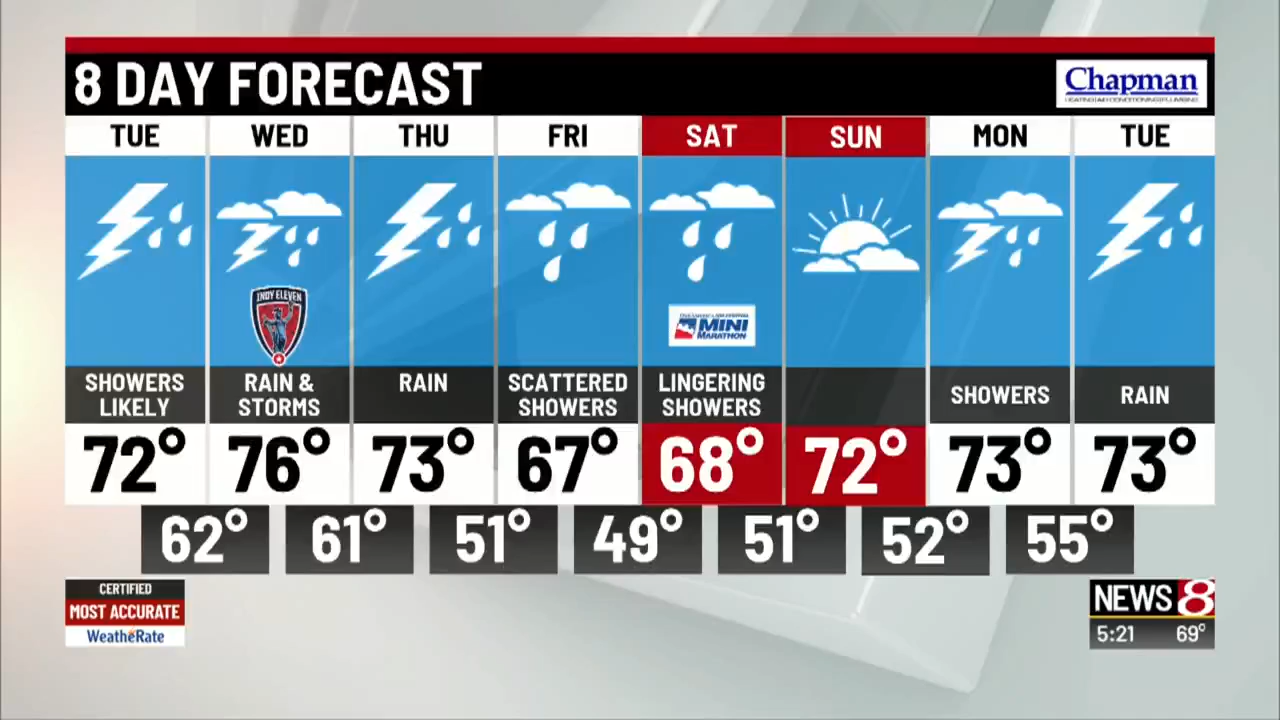 8 DAY FORECAST
Chapman
TUE WED THU FRI SAT SUN MON TUE
INDY ELEVEN
MINI
MARATHON
SHOWERS LIKELY
RAIN & STORMS
RAIN
SCATTERED SHOWERS
LINGERING SHOWERS
SHOWERS
RAIN
72° 76° 73° 67° 68° 72° 73° 73°
62° 61° 51° 49° 51° 52° 55°
CERTIFIED
MOST ACCURATE
WeatheRate
NEWS 8
5:21 69°